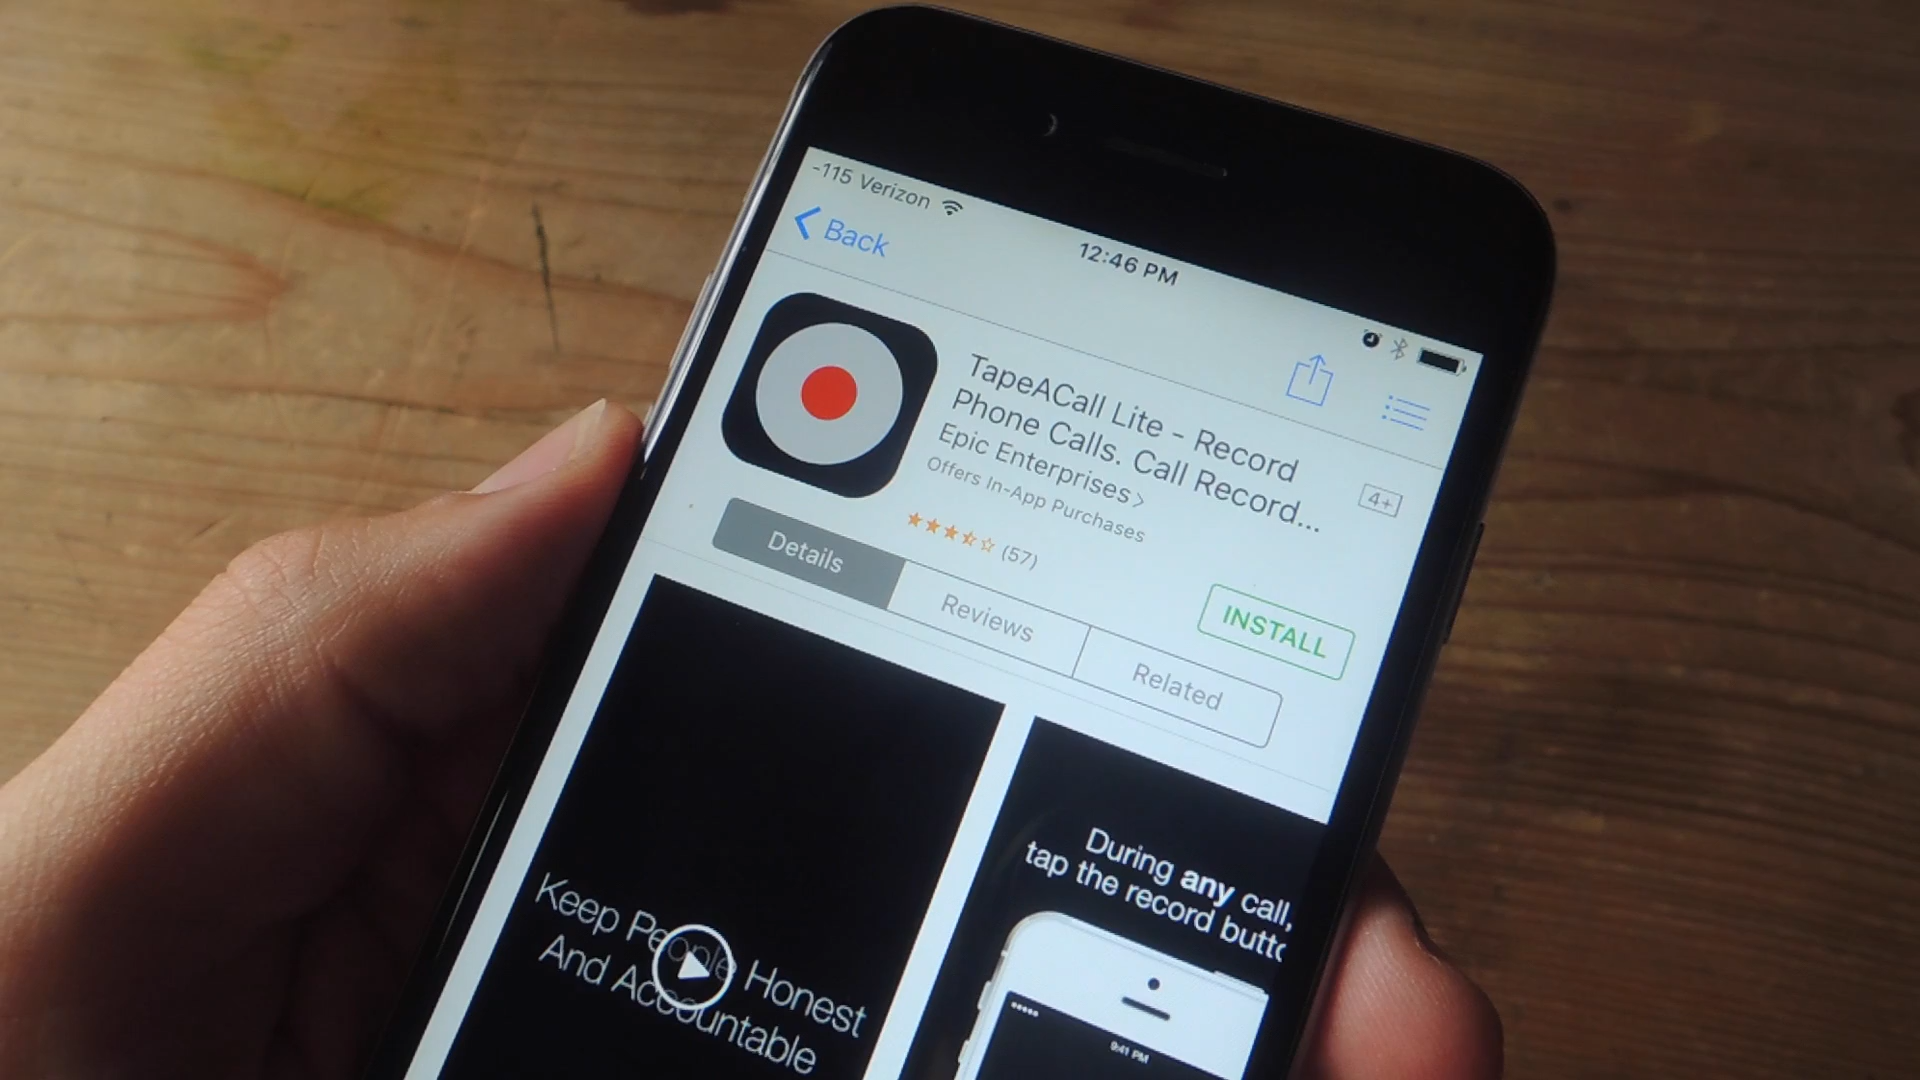 -115 Verizon
12:46 PM
Back
TapeACall Lite - Record
Phone Calls. Call Record...
Epic Enterprises>
Offers In-App Purchases
4+
(57)
INSTALL
Details
Reviews
Related
Keep People Honest
And Accountable
During any call,
tap the record butto
9:41 PM